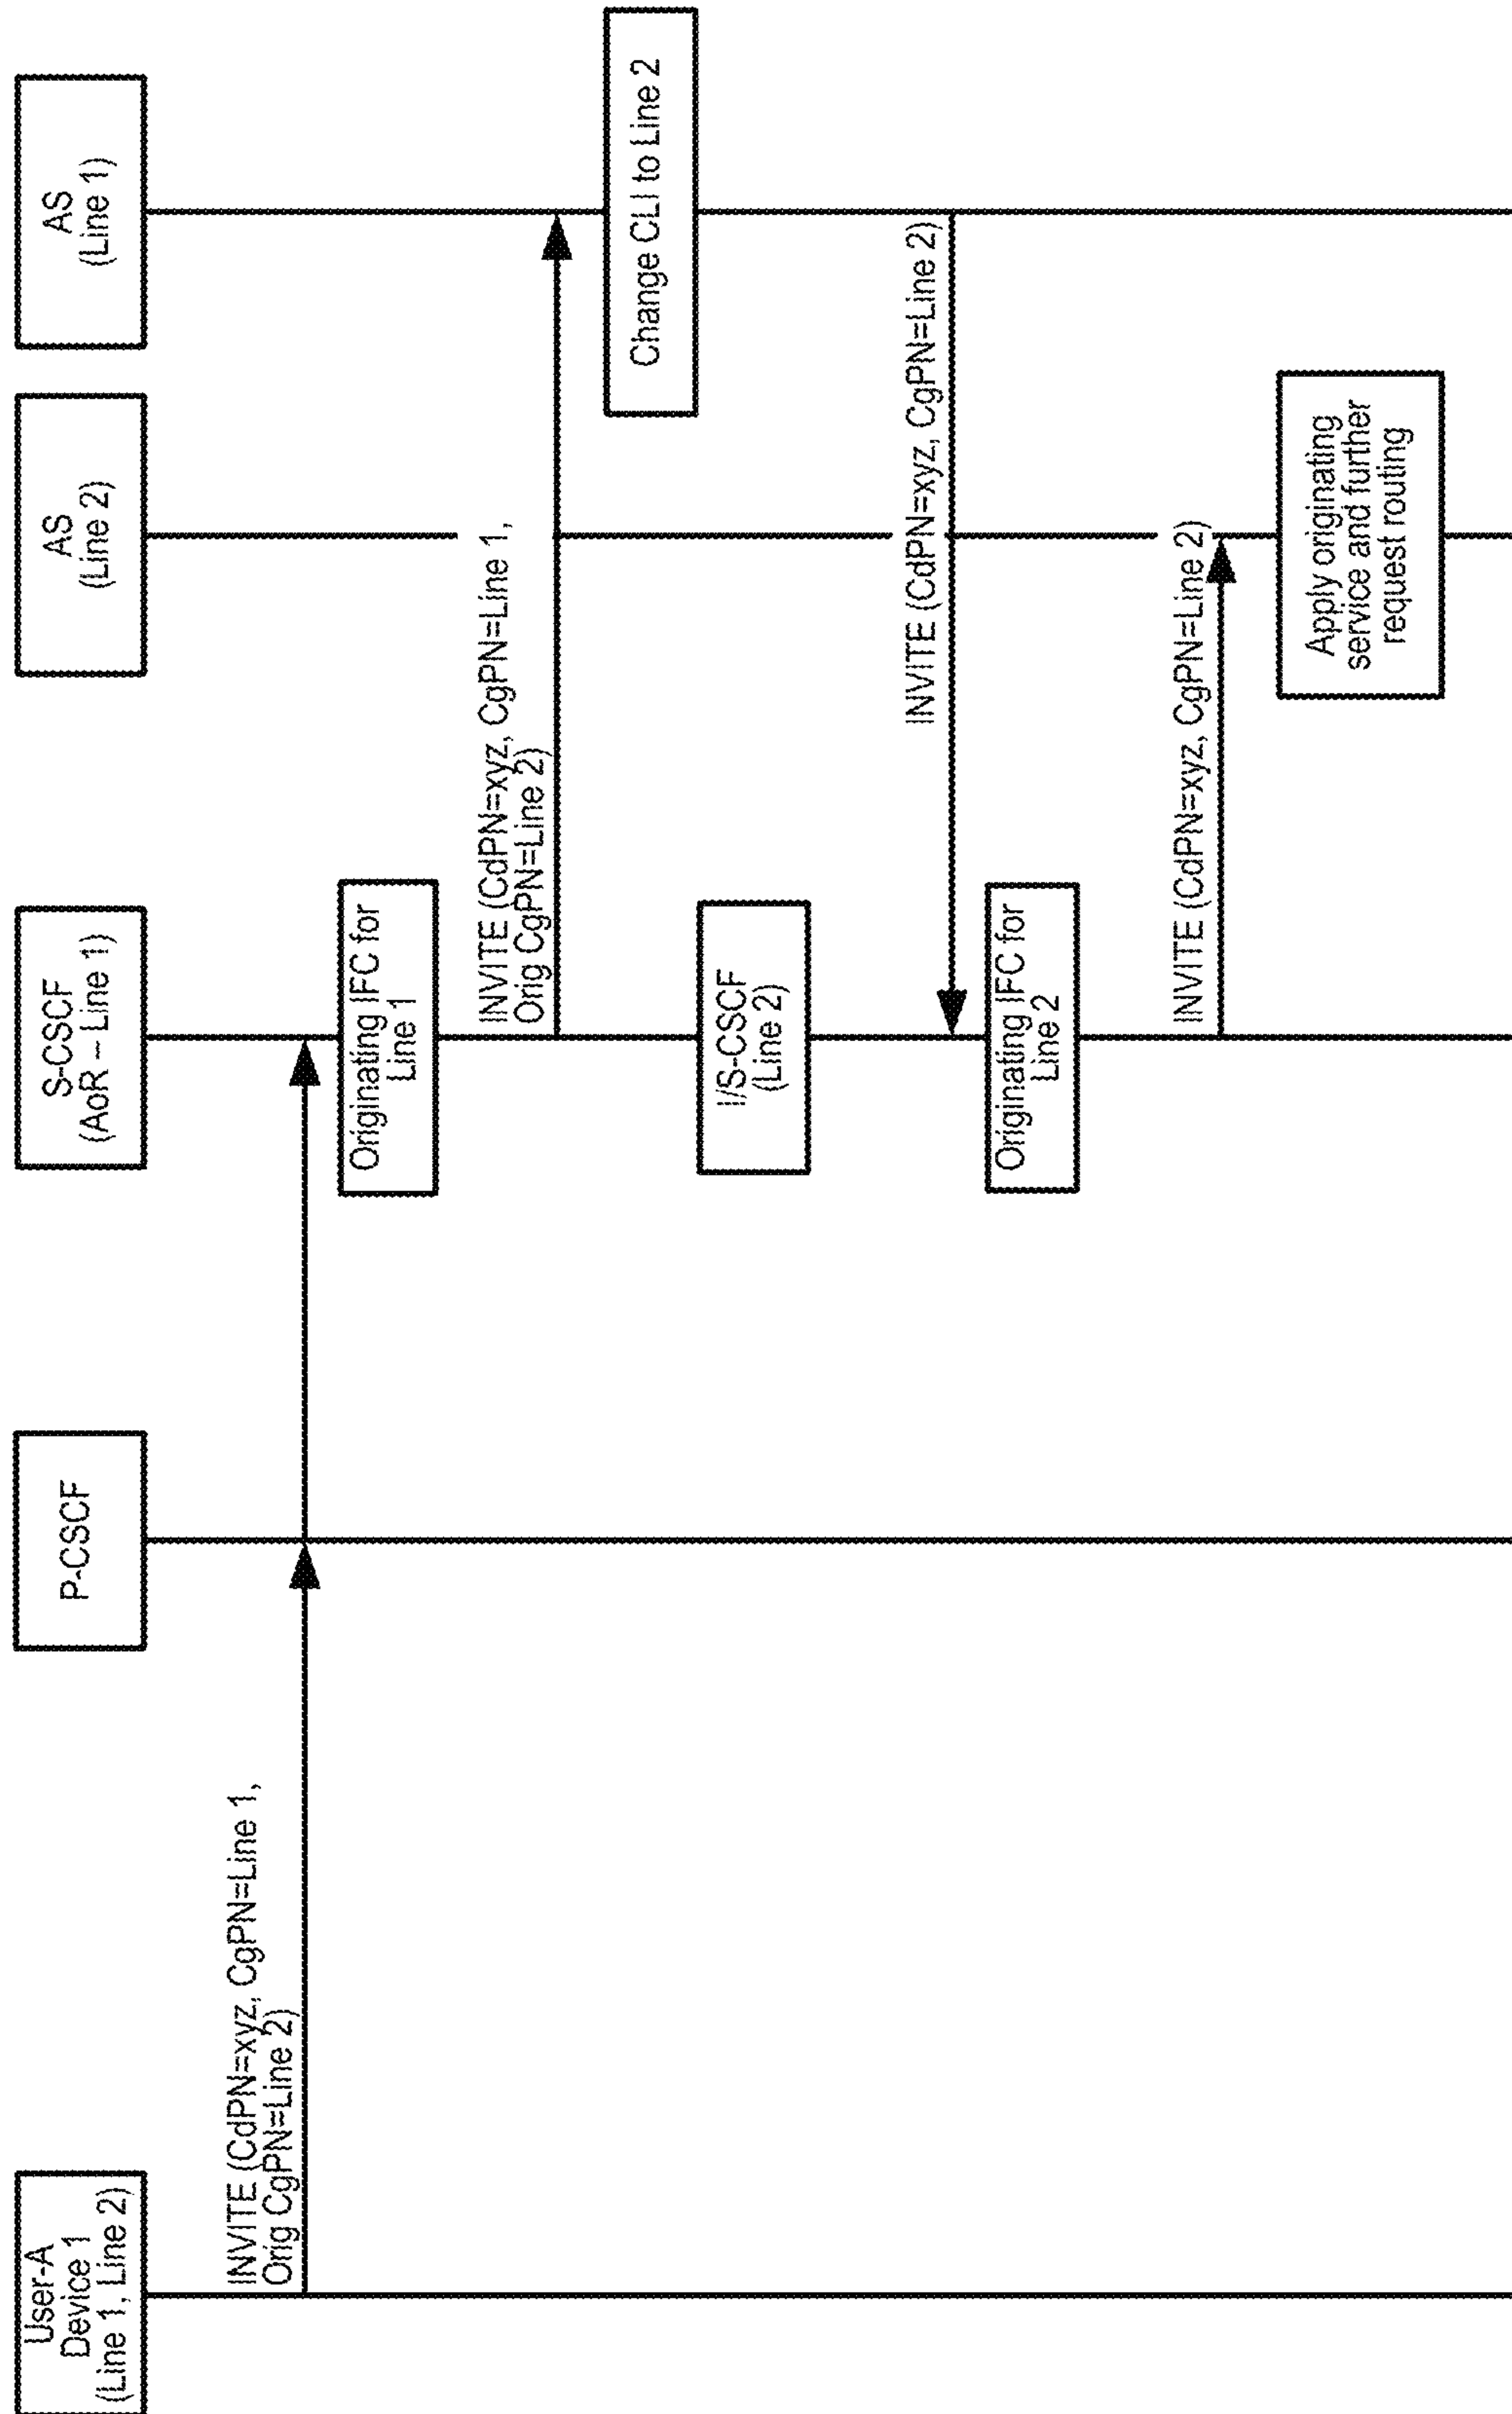 User-A
Device 1
(Line 1, Line 2)
P-CSCF
S-CSCF
(AoR – Line 1)
AS
(Line 2)
AS
(Line 1)
INVITE (CdPN=xyz, CgPN=Line 1,
Orig CgPN=Line 2)
Originating IFC for
Line 1
INVITE (CdPN=xyz, CgPN=Line 1,
Orig CgPN=Line 2)
Change CLI to Line 2
I/S-CSCF
(Line 2)
INVITE (CdPN=xyz, CgPN=Line 2)
Originating IFC for
Line 2
INVITE (CdPN=xyz, CgPN=Line 2)
Apply originating
service and further
request routing